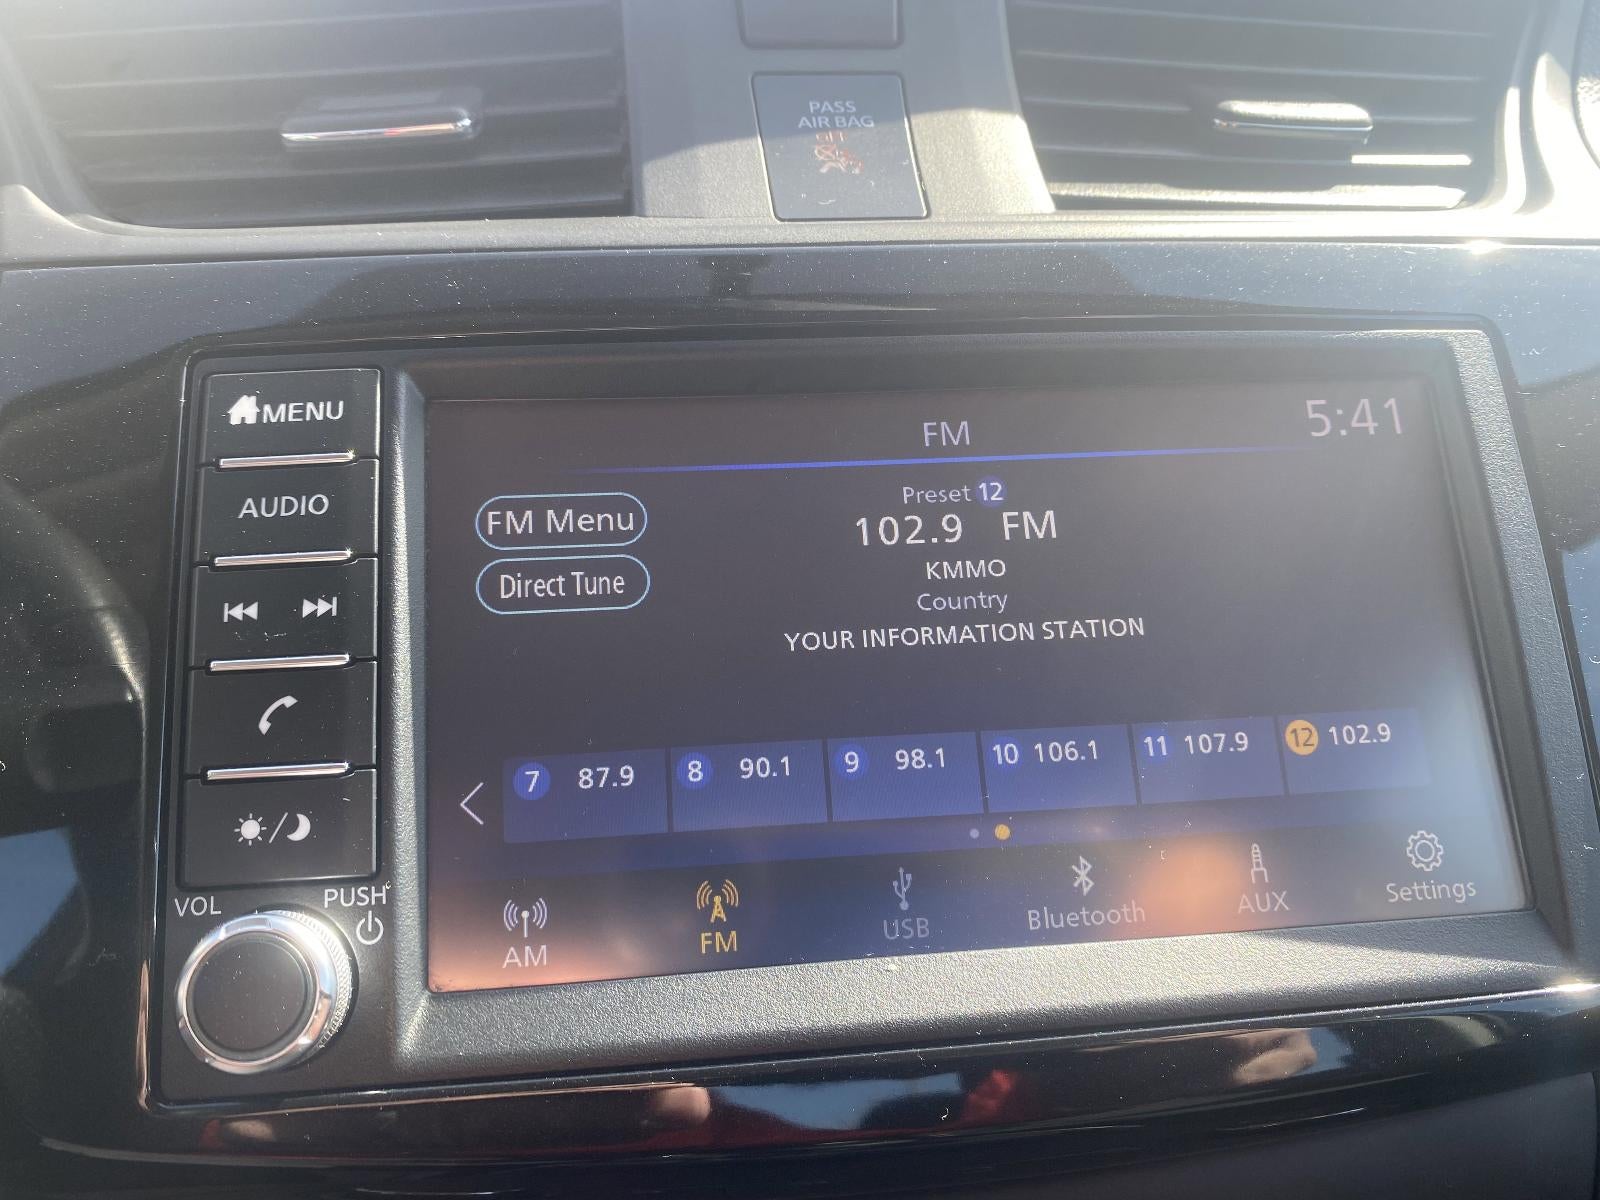 PASS
AIR BAG
MENU
AUDIO
VOL
PUSH
FM
5:41
FM Menu
Direct Tune
Preset 12
102.9 FM
KMMO
Country
YOUR INFORMATION STATION
7 87.9
8 90.1
9 98.1
10 106.1
11 107.9
12 102.9
AM
FM
USB
Bluetooth
AUX
Settings